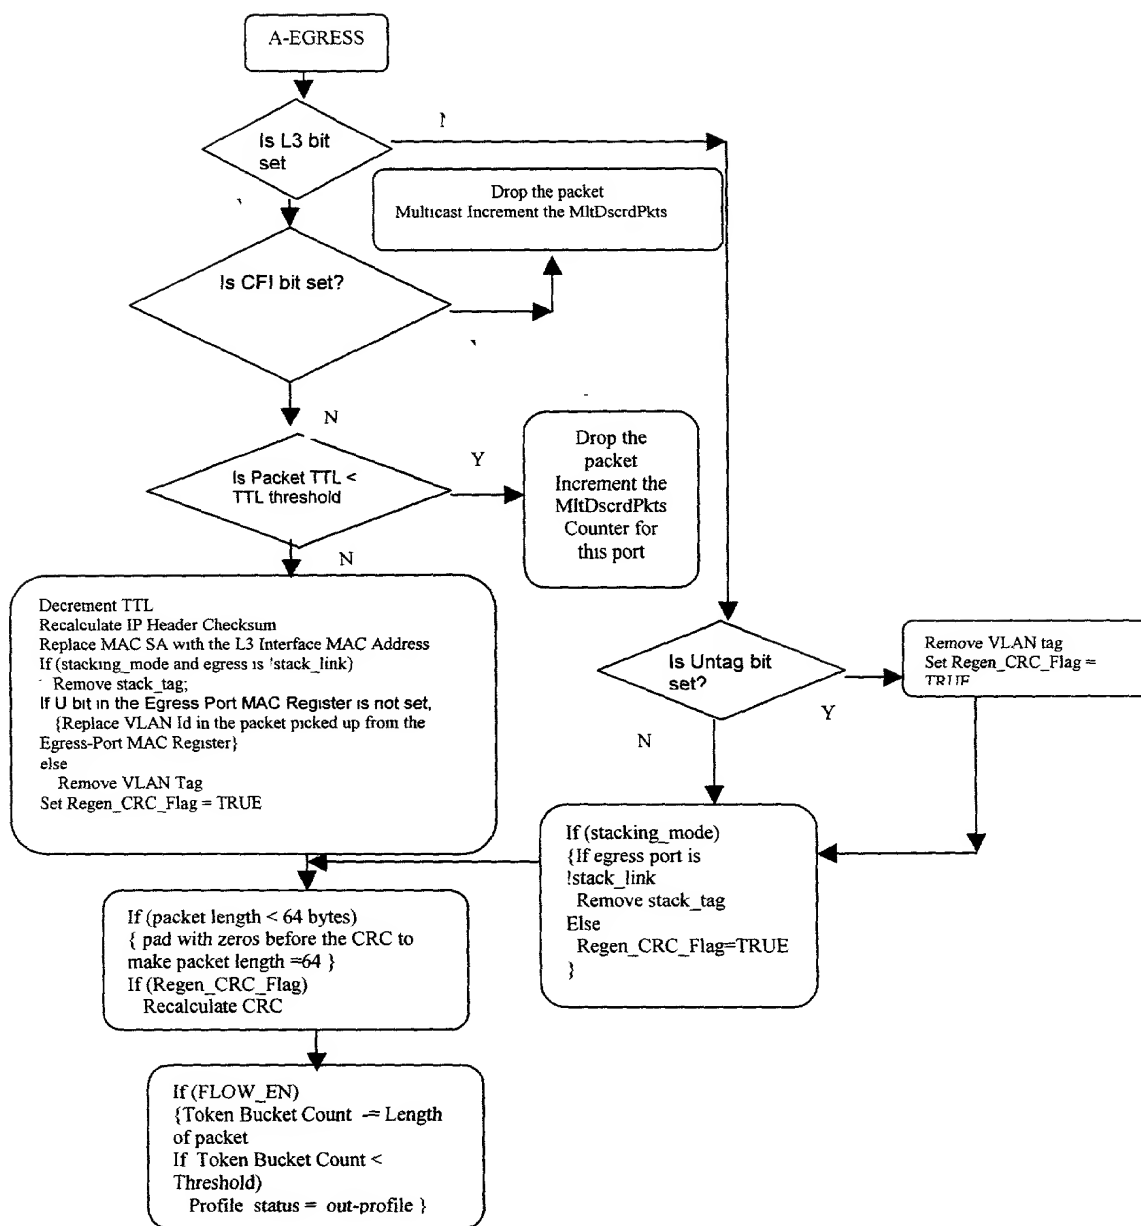 A-EGRESS
Is L3 bit
set
Drop the packet
Multicast Increment the MltDscrdPkts
Is CFI bit set?
N
Is Packet TTL <
TTL threshold
Y
Drop the
packet
Increment the
MltDscrdPkts
Counter for
this port
N
Decrement TTL
Recalculate IP Header Checksum
Replace MAC SA with the L3 Interface MAC Address
If (stacking_mode and egress is !stack_link)
Remove stack_tag;
If U bit in the Egress Port MAC Register is not set,
{Replace VLAN Id in the packet picked up from the
Egress-Port MAC Register}
else
Remove VLAN Tag
Set Regen_CRC_Flag = TRUE
Is Untag bit
set?
Y
Remove VLAN tag
Set Regen_CRC_Flag =
TRUE
N
If (stacking_mode)
{If egress port is
!stack_link
Remove stack_tag
Else
Regen_CRC_Flag=TRUE
}
If (packet length < 64 bytes)
{ pad with zeros before the CRC to
make packet length =64 }
If (Regen_CRC_Flag)
Recalculate CRC
If (FLOW_EN)
{Token Bucket Count -= Length
of packet
If Token Bucket Count <
Threshold)
Profile status = out-profile }